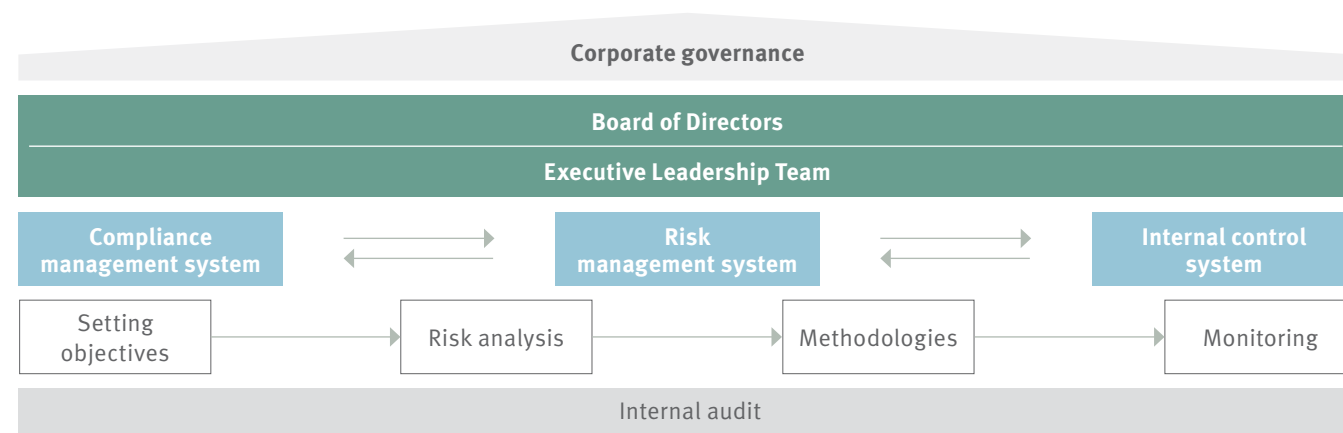 Corporate governance
Board of Directors
Executive Leadership Team
Compliance
management system
Risk
management system
Internal control
system
Setting
objectives
Risk analysis
Methodologies
Monitoring
Internal audit